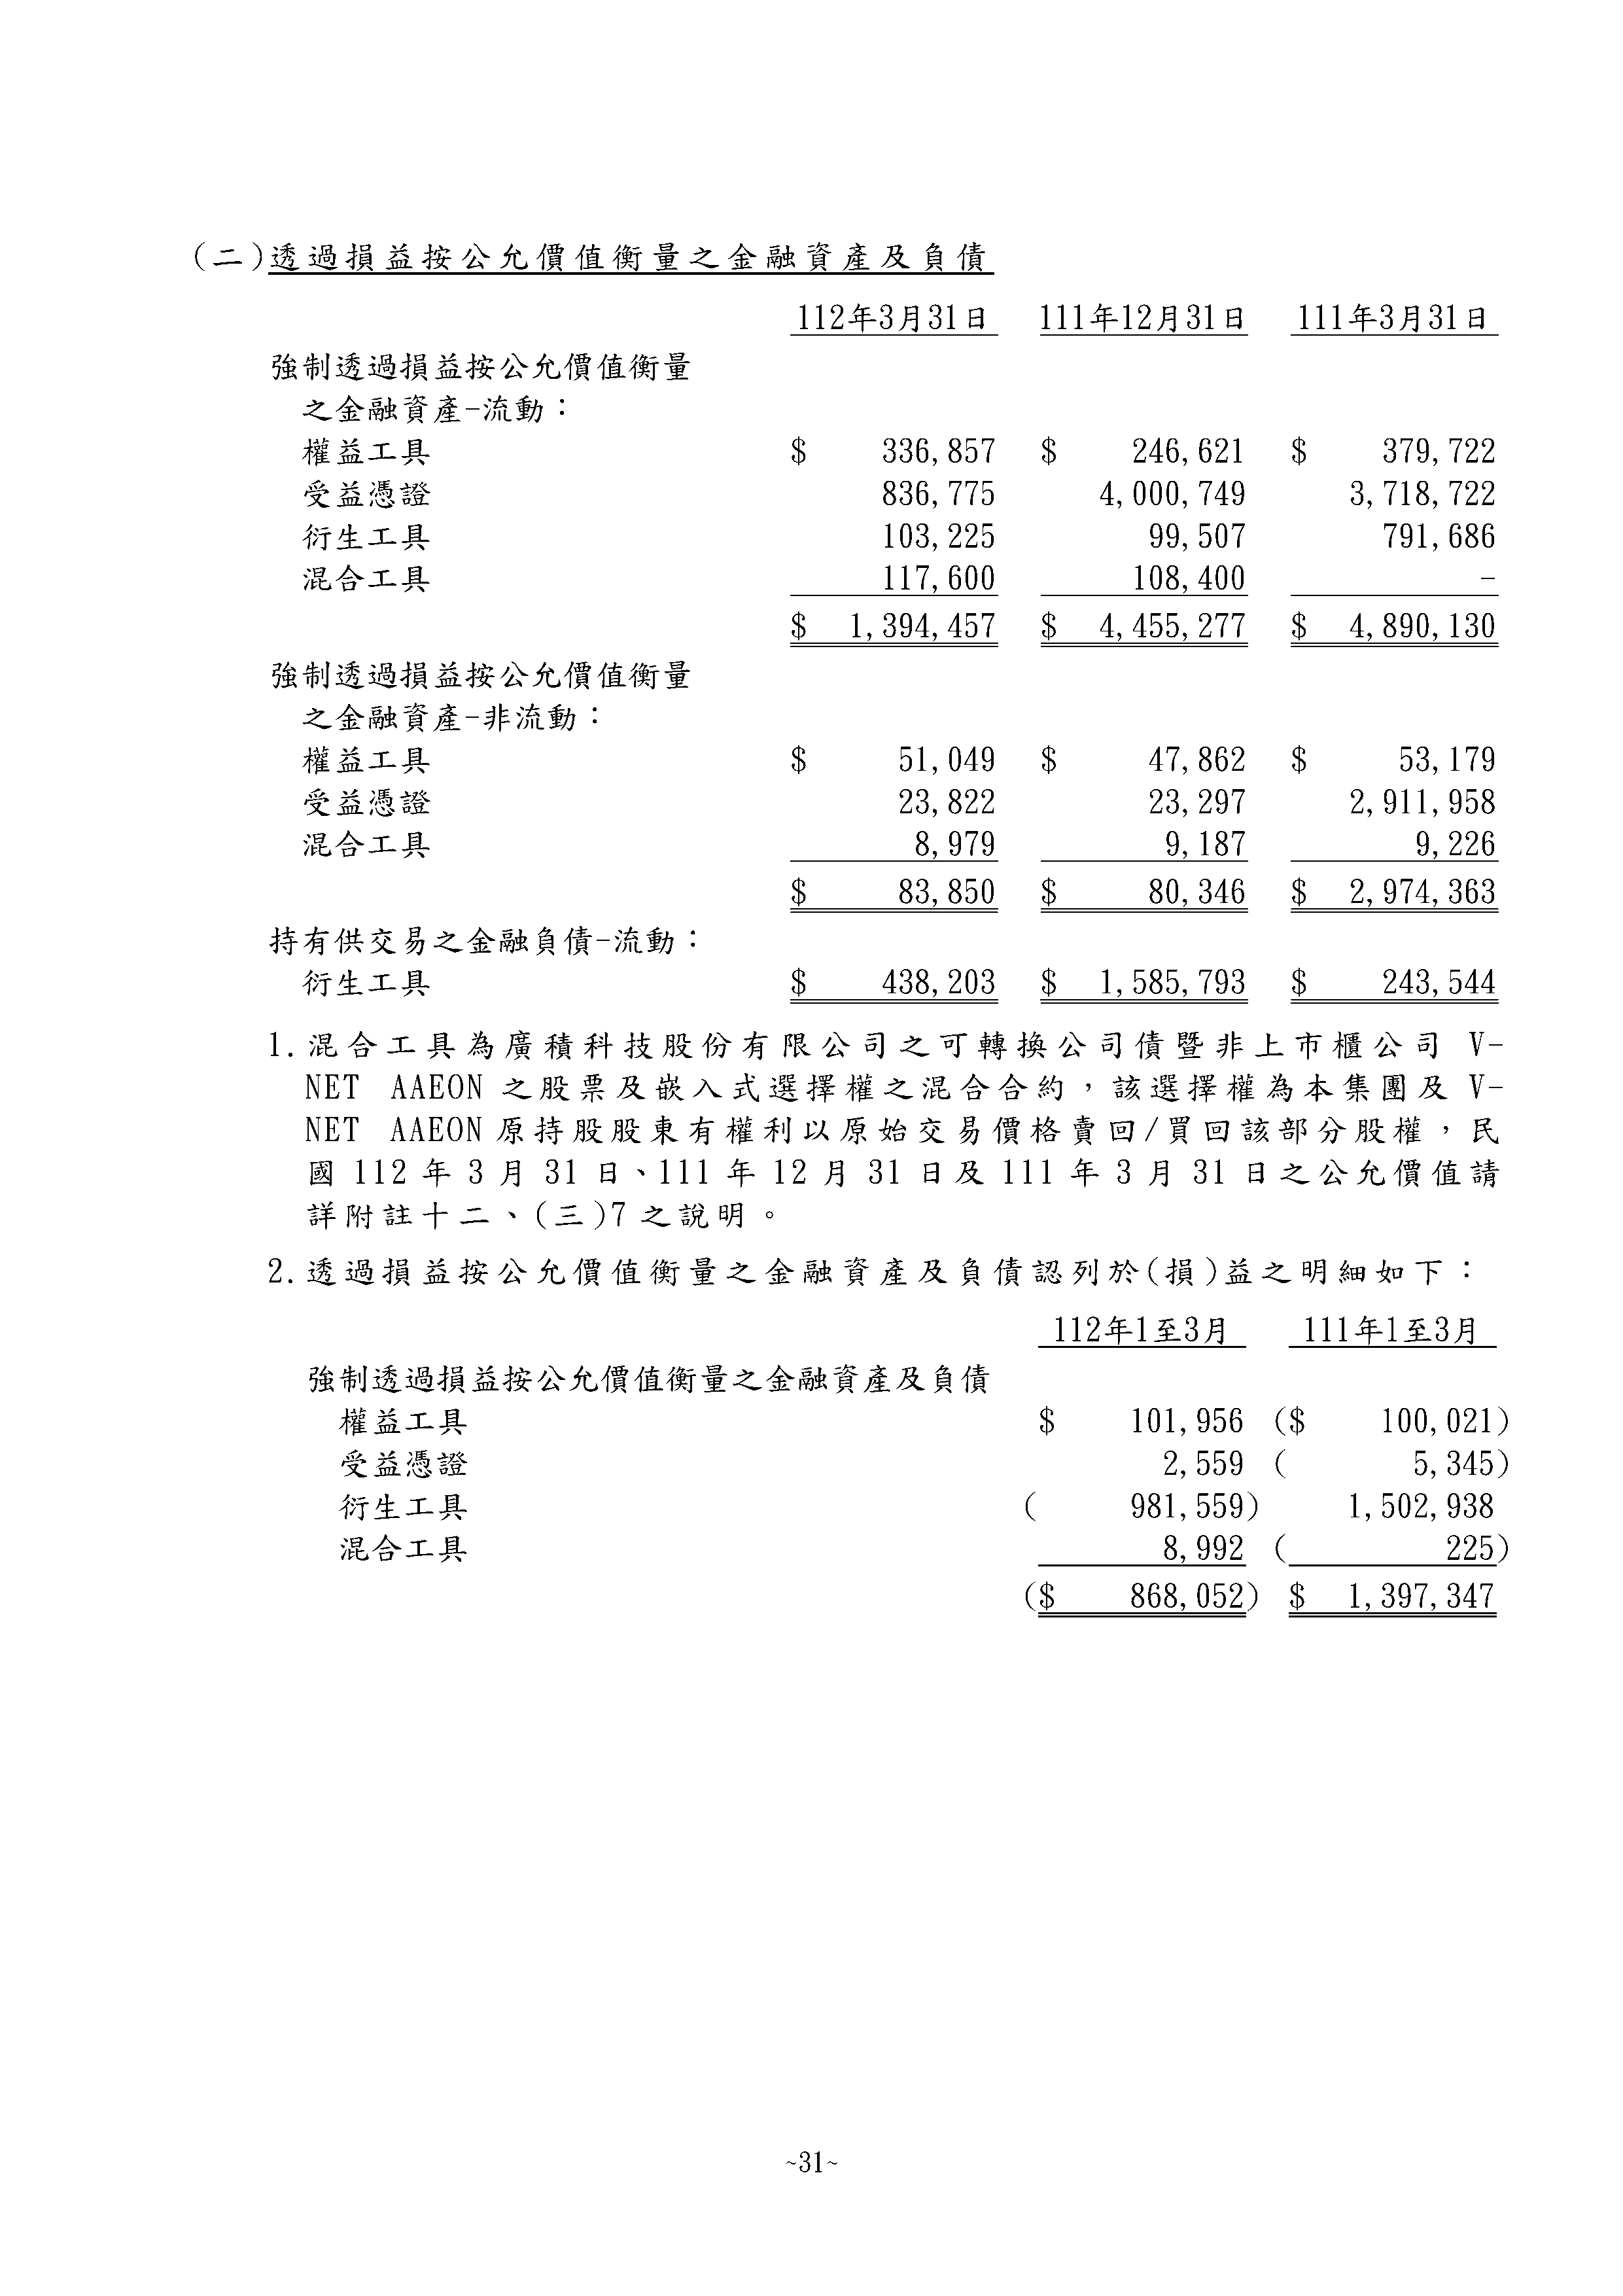 (二)透過損益按公允價值衡量之金融資產及負債
112年3月31日 111年12月31日 111年3月31日
強制透過損益按公允價值衡量
之金融資產-流動：
權益工具 $ 336,857 $ 246,621 $ 379,722
受益憑證 836,775 4,000,749 3,718,722
衍生工具 103,225 99,507 791,686
混合工具 117,600 108,400 -
$ 1,394,457 $ 4,455,277 $ 4,890,130
強制透過損益按公允價值衡量
之金融資產-非流動：
權益工具 $ 51,049 $ 47,862 $ 53,179
受益憑證 23,822 23,297 2,911,958
混合工具 8,979 9,187 9,226
$ 83,850 $ 80,346 $ 2,974,363
持有供交易之金融負債-流動：
衍生工具 $ 438,203 $ 1,585,793 $ 243,544
1.混合工具為廣積科技股份有限公司之可轉換公司債暨非上市櫃公司 V-
NET AAEON 之股票及嵌入式選擇權之混合合約，該選擇權為本集團及 V-
NET AAEON 原持股股東有權利以原始交易價格賣回/買回該部分股權，民
國 112 年 3 月 31 日、111 年 12 月 31 日及 111 年 3 月 31 日之公允價值請
詳附註十二、(三)7 之說明。
2.透過損益按公允價值衡量之金融資產及負債認列於(損)益之明細如下：
112年1至3月 111年1至3月
強制透過損益按公允價值衡量之金融資產及負債
權益工具 $ 101,956 ($ 100,021)
受益憑證 2,559 ( 5,345)
衍生工具 ( 981,559) 1,502,938
混合工具 8,992 ( 225)
($ 868,052) $ 1,397,347
~31~